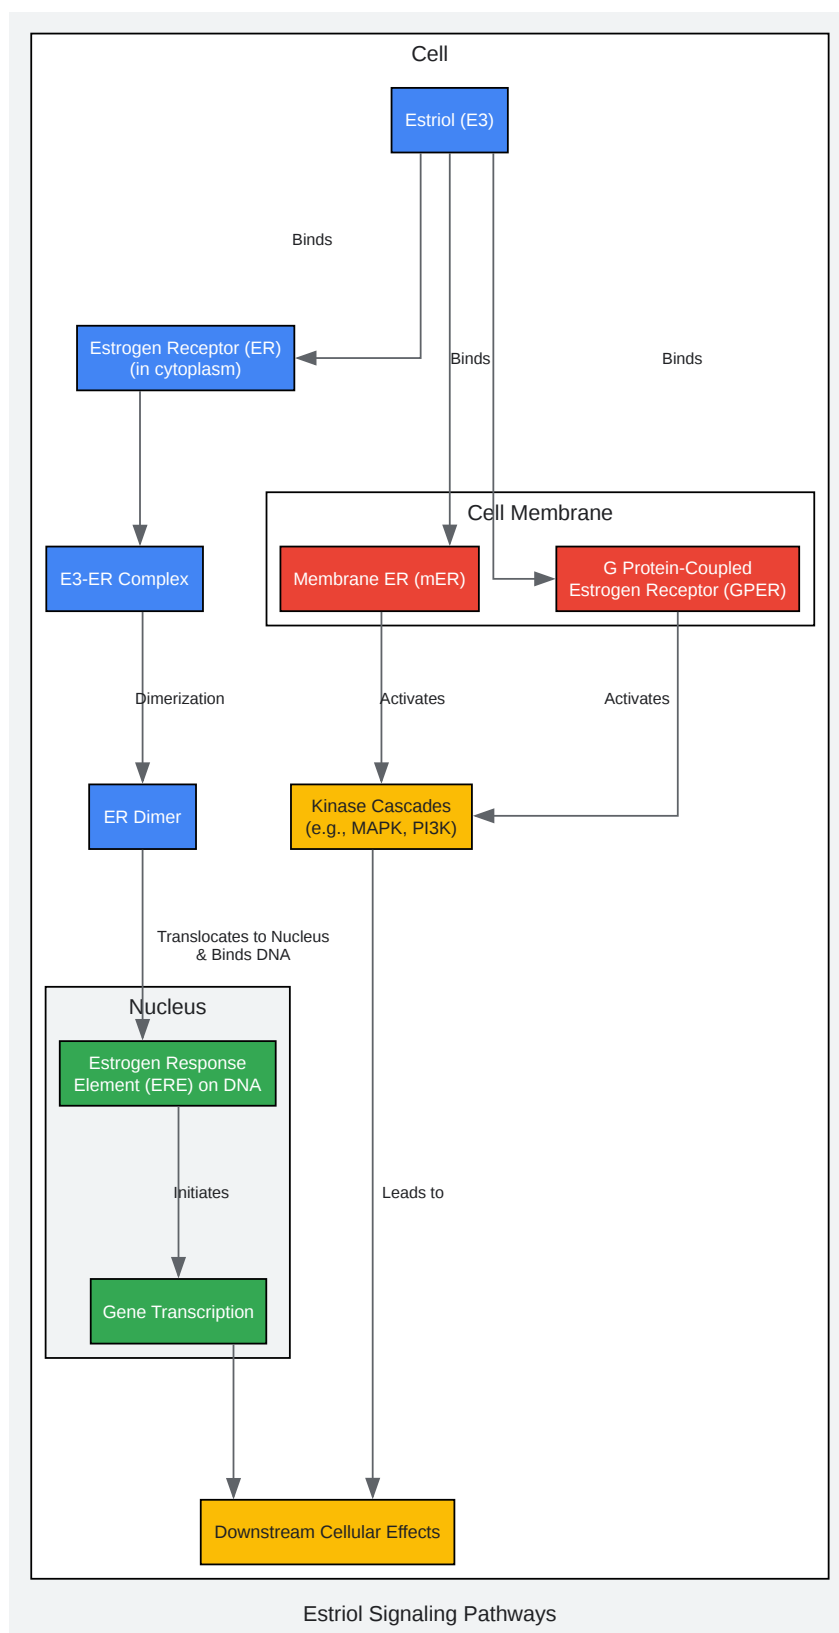 Cell
Estriol (E3)
Binds
Estrogen Receptor (ER)
(in cytoplasm)
Binds
Binds
Cell Membrane
E3-ER Complex
Membrane ER (mER)
G Protein-Coupled
Estrogen Receptor (GPER)
Dimerization
Activates
Activates
ER Dimer
Kinase Cascades
(e.g., MAPK, PI3K)
Translocates to Nucleus
& Binds DNA
Nucleus
Estrogen Response
Element (ERE) on DNA
Initiates
Leads to
Gene Transcription
Downstream Cellular Effects
Estriol Signaling Pathways